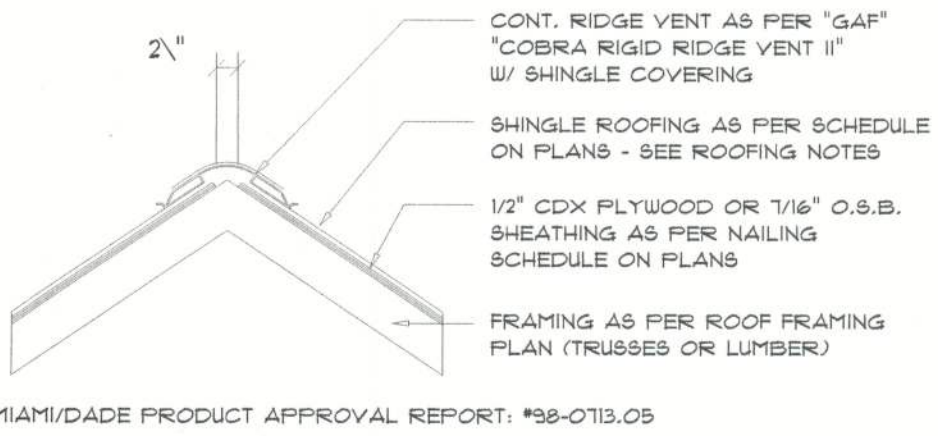 2\"
CONT. RIDGE VENT AS PER "GAF"
"COBRA RIGID RIDGE VENT II"
W/ SHINGLE COVERING
SHINGLE ROOFING AS PER SCHEDULE
ON PLANS - SEE ROOFING NOTES
1/2" CDX PLYWOOD OR 7/16" O.S.B.
SHEATHING AS PER NAILING
SCHEDULE ON PLANS
FRAMING AS PER ROOF FRAMING
PLAN (TRUSSES OR LUMBER)
MIAMI/DADE PRODUCT APPROVAL REPORT: #98-0713.05